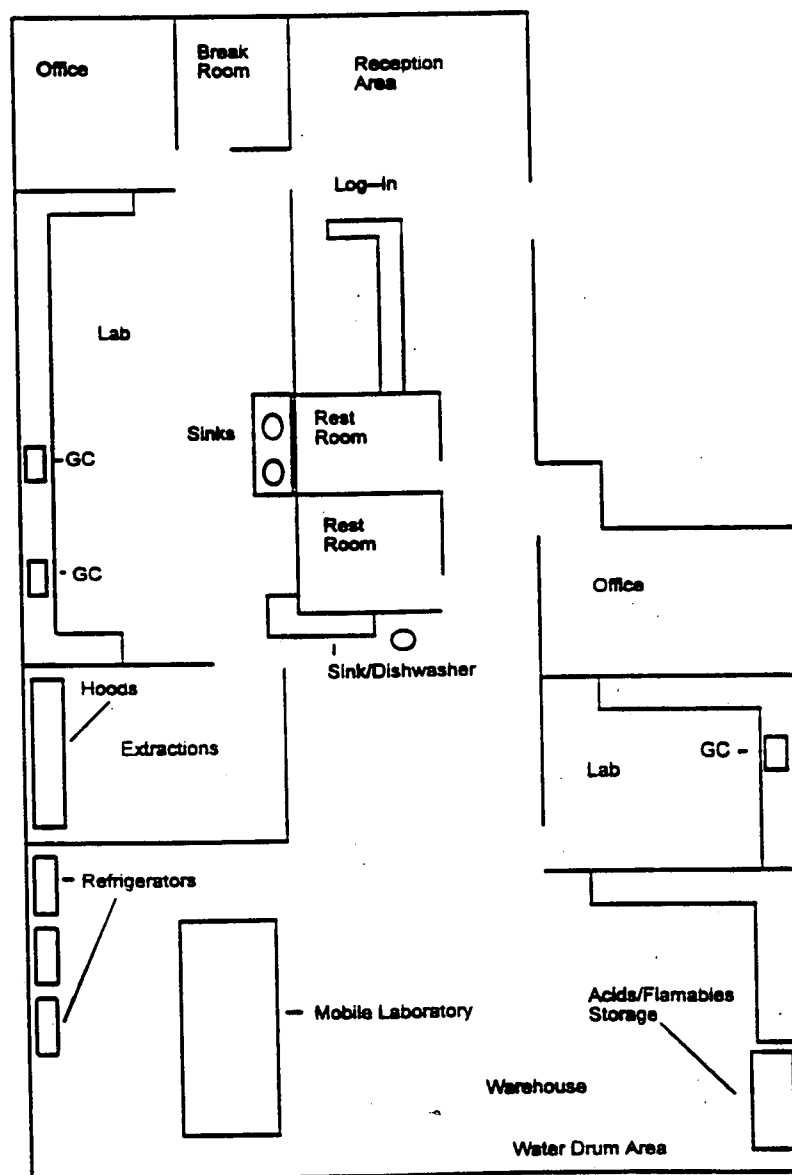 Office
Break
Room
Reception
Area
Log-In
Lab
Sinks
Rest
Room
GC
Rest
Room
GC
Office
Sink/Dishwasher
Hoods
Extractions
GC
Lab
Refrigerators
Acids/Flamables
Storage
Mobile Laboratory
Warehouse
Water Drum Area